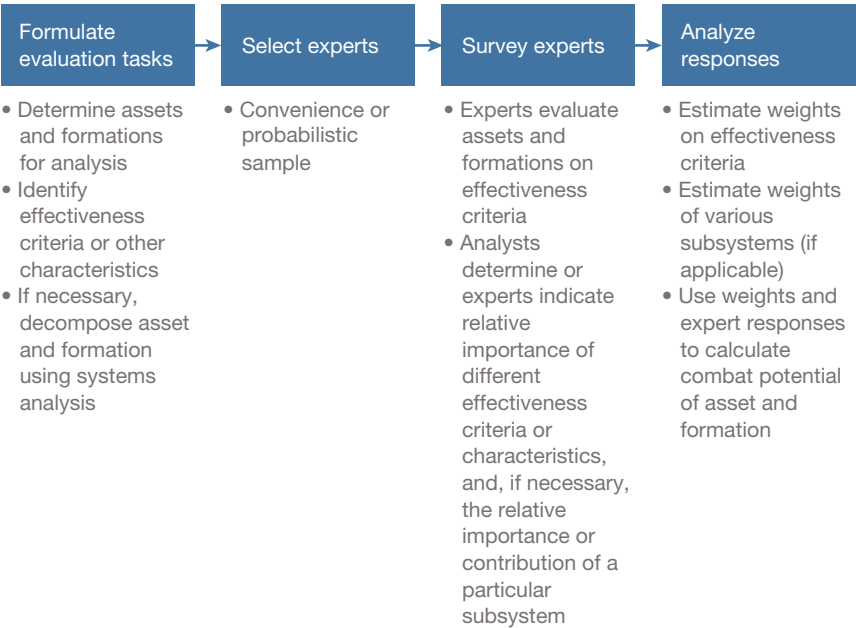 Formulate
evaluation tasks
• Determine assets
and formations
for analysis
• Identify
effectiveness
criteria or other
characteristics
• If necessary,
decompose asset
and formation
using systems
analysis
Select experts
• Convenience or
probabilistic
sample
Survey experts
• Experts evaluate
assets and
formations on
effectiveness
criteria
• Analysts
determine or
experts indicate
relative
importance of
different
effectiveness
criteria or
characteristics,
and, if necessary,
the relative
importance or
contribution of a
particular
subsystem
Analyze
responses
• Estimate weights
on effectiveness
criteria
• Estimate weights
of various
subsystems (if
applicable)
• Use weights and
expert responses
to calculate
combat potential
of asset and
formation